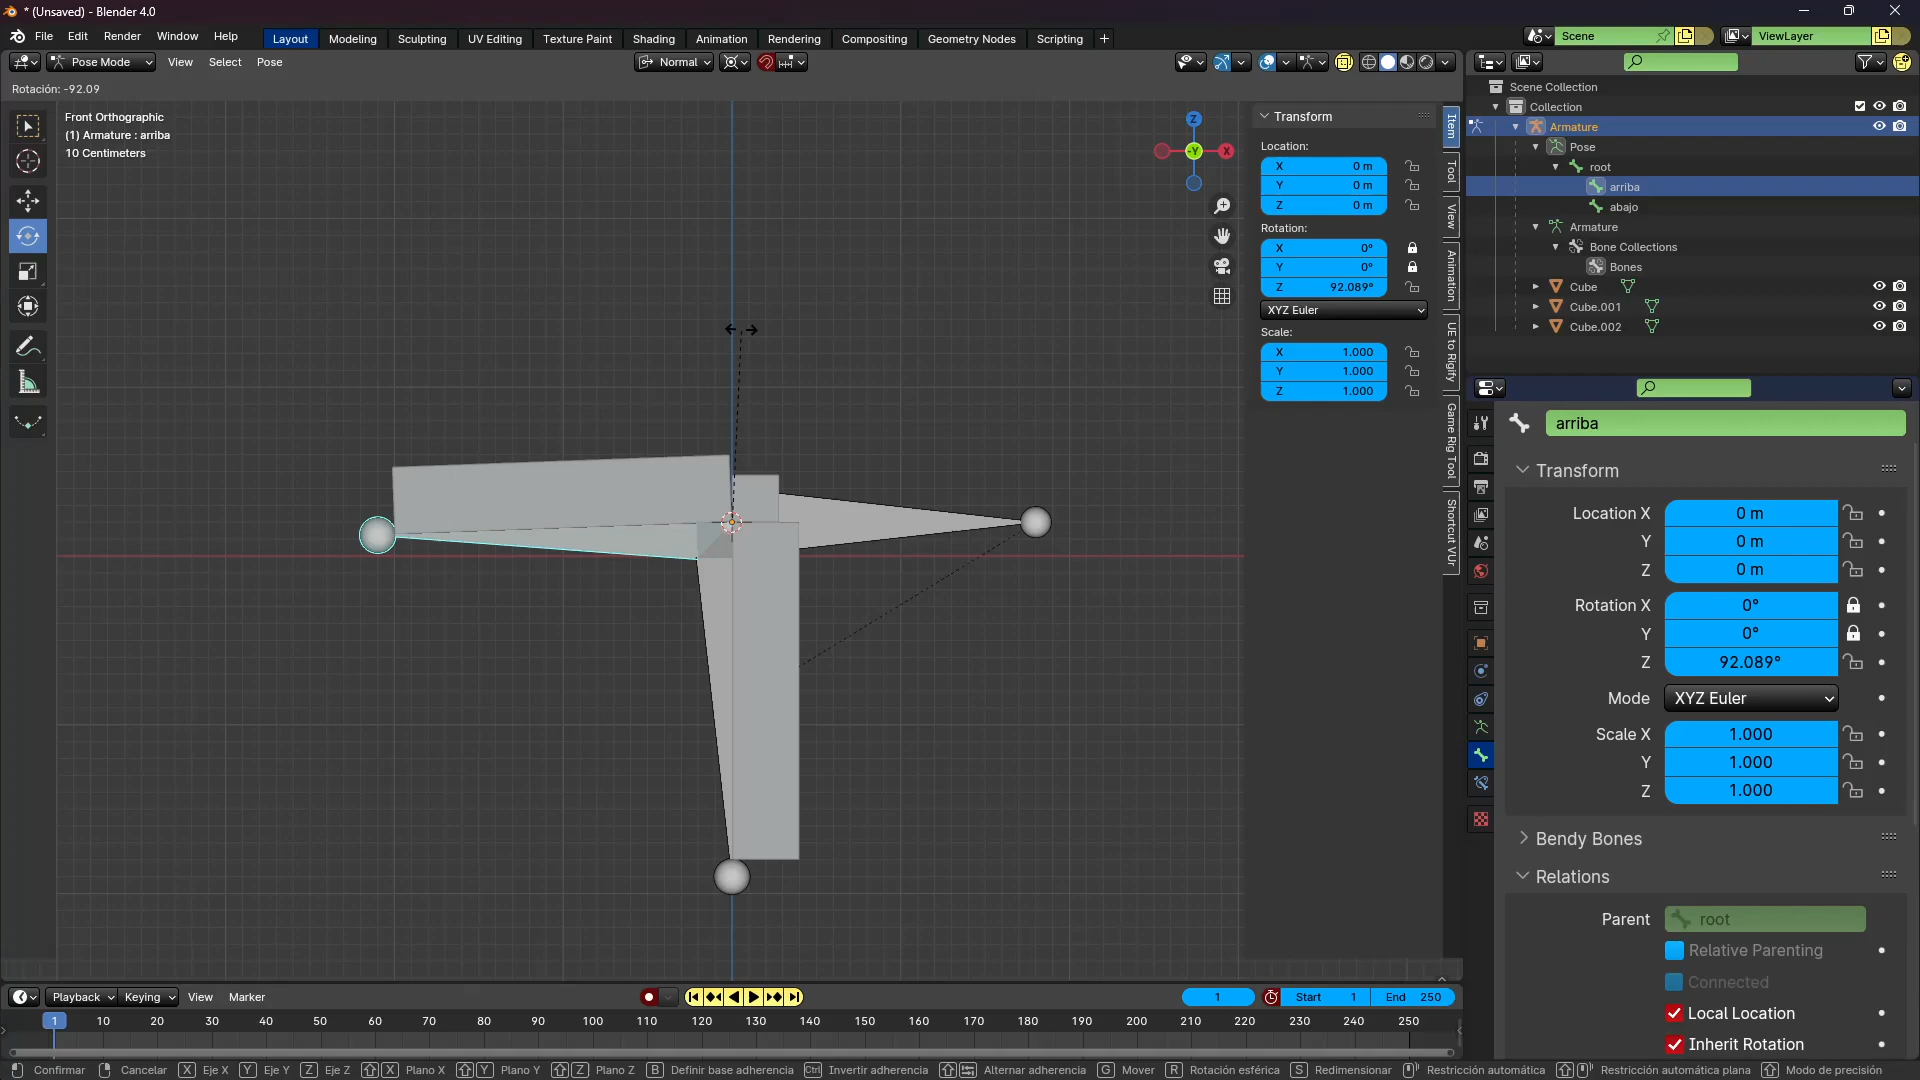 * (Unsaved) - Blender 4.0
File Edit Render Window Help
Layout Modeling Sculpting UV Editing Texture Paint Shading Animation Rendering Compositing Geometry Nodes Scripting +
Scene
ViewLayer
Pose Mode View Select Pose
Normal
Rotación: -92.09
Front Orthographic
(1) Armature : arriba
10 Centimeters
Z
-Y
X
Transform
Location:
X 0 m
Y 0 m
Z 0 m
Rotation:
X 0°
Y 0°
Z 92.089°
XYZ Euler
Scale:
X 1.000
Y 1.000
Z 1.000
Item
Tool
View
Animation
UE to Rigify
Game Rig Tool
Shortcut VUr
Scene Collection
Collection
Armature
Pose
root
arriba
abajo
Armature
Bone Collections
Bones
Cube
Cube.001
Cube.002
arriba
Transform
Location X 0 m
Y 0 m
Z 0 m
Rotation X 0°
Y 0°
Z 92.089°
Mode XYZ Euler
Scale X 1.000
Y 1.000
Z 1.000
Bendy Bones
Relations
Parent root
Relative Parenting
Connected
Local Location
Inherit Rotation
Playback Keying View Marker
1
Start 1
End 250
1 10 20 30 40 50 60 70 80 90 100 110 120 130 140 150 160 170 180 190 200 210 220 230 240 250
Confirmar Cancelar X Eje X Y Eje Y Z Eje Z X Plano X Y Plano Y Z Plano Z B Definir base adherencia Ctrl Invertir adherencia Alternar adherencia G Mover R Rotación esférica S Redimensionar Restricción automática Restricción automática plana Modo de precisión